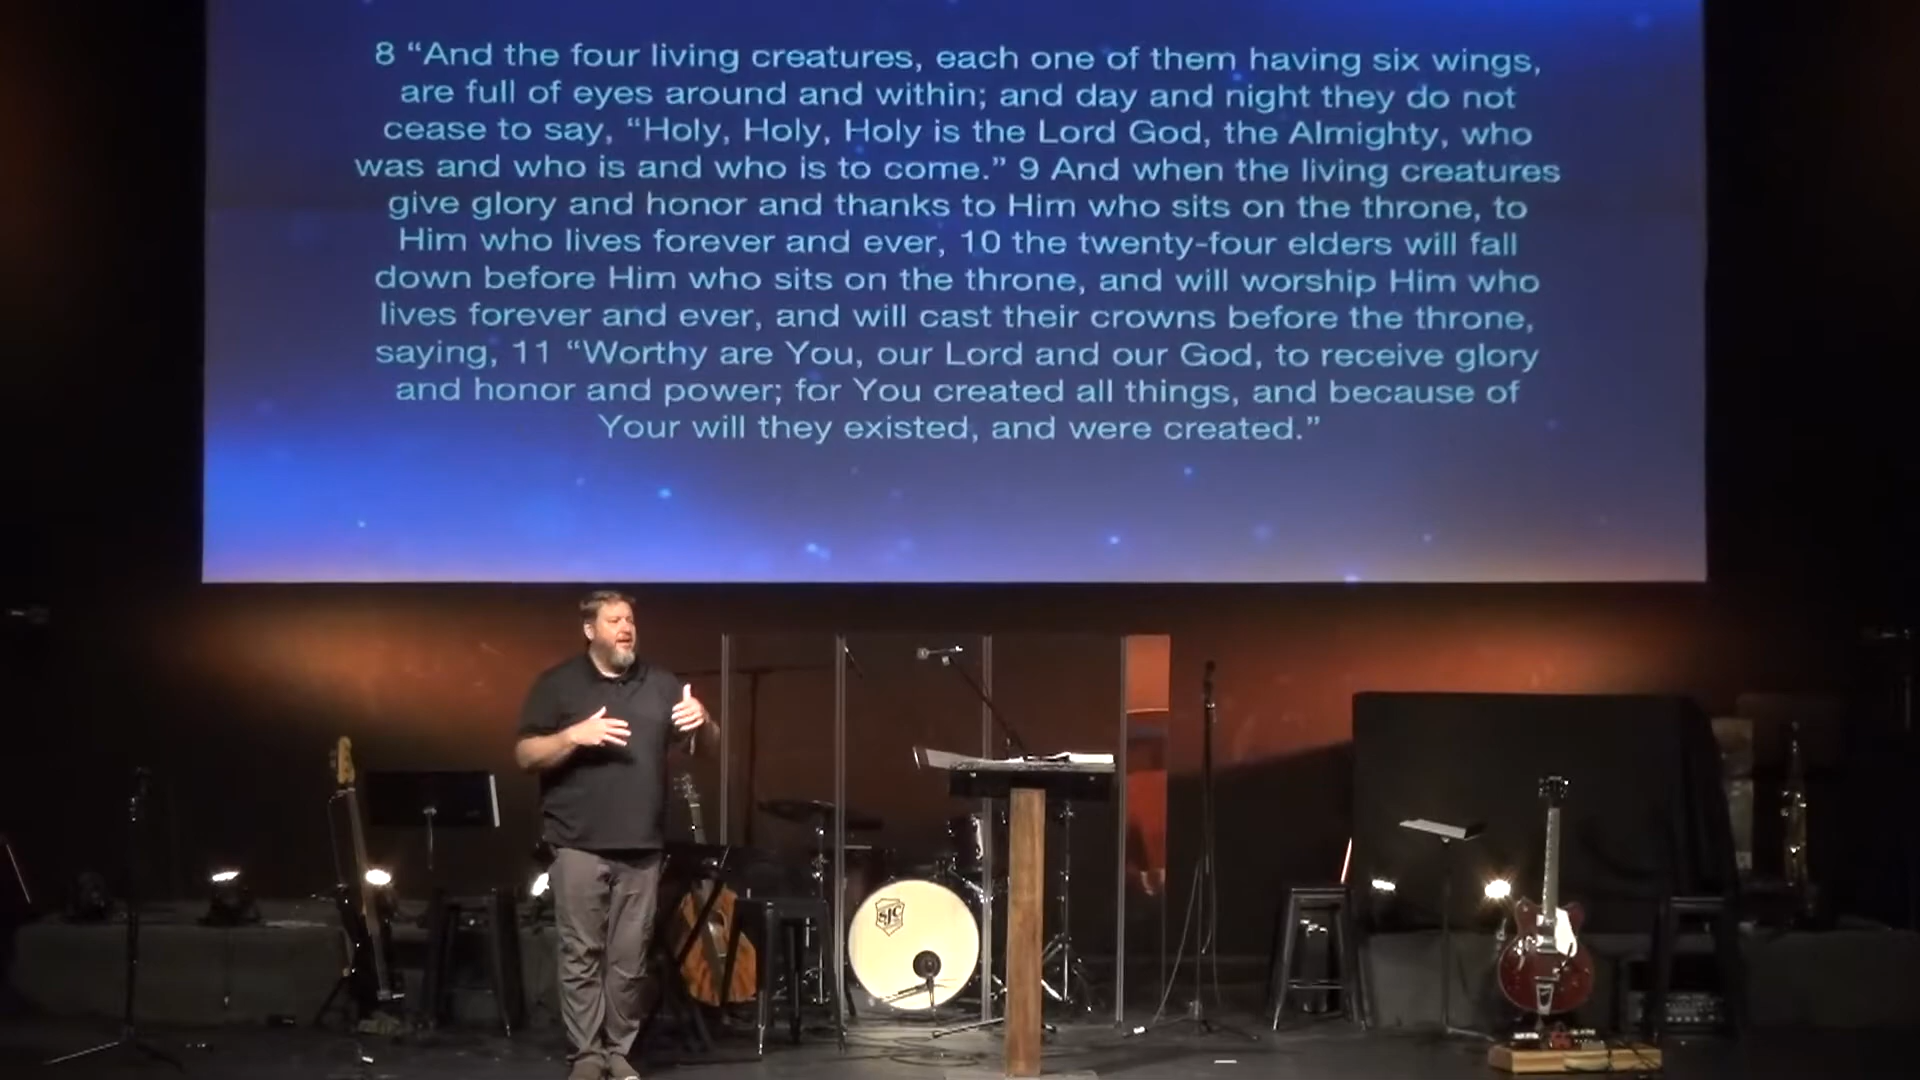 8 “And the four living creatures, each one of them having six wings,
are full of eyes around and within; and day and night they do not
cease to say, “Holy, Holy, Holy is the Lord God, the Almighty, who
was and who is and who is to come.” 9 And when the living creatures
give glory and honor and thanks to Him who sits on the throne, to
Him who lives forever and ever, 10 the twenty-four elders will fall
down before Him who sits on the throne, and will worship Him who
lives forever and ever, and will cast their crowns before the throne,
saying, 11 “Worthy are You, our Lord and our God, to receive glory
and honor and power; for You created all things, and because of
Your will they existed, and were created.”
SJC